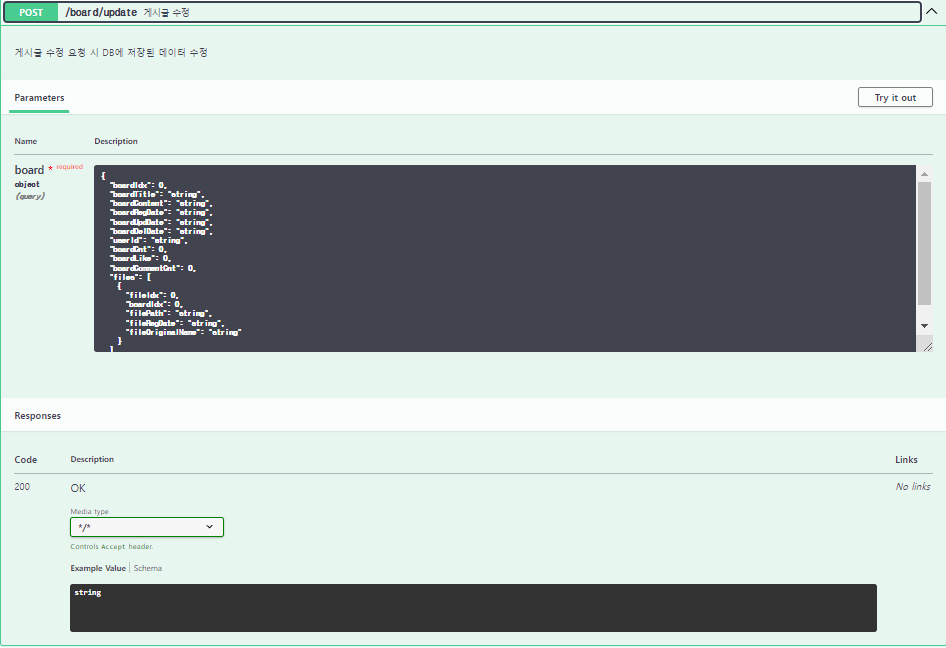 POST /board/update 게시글 수정
게시글 수정 요청 시 DB에 저장된 데이터 수정
Parameters
Try it out
Name Description
board * required
object
(query)
{
"boardIdx": 0,
"boardTitle": "string",
"boardContent": "string",
"boardRegDate": "string",
"boardUpdDate": "string",
"boardDelDate": "string",
"userId": "string",
"boardCnt": 0,
"boardLike": 0,
"boardCommentCnt": 0,
"files": [
{
"fileIdx": 0,
"boardIdx": 0,
"filePath": "string",
"fileRegDate": "string",
"fileOriginalName": "string"
}
]
Responses
Code Description Links
200 OK No links
Media type
*/*
Controls Accept header.
Example Value Schema
string